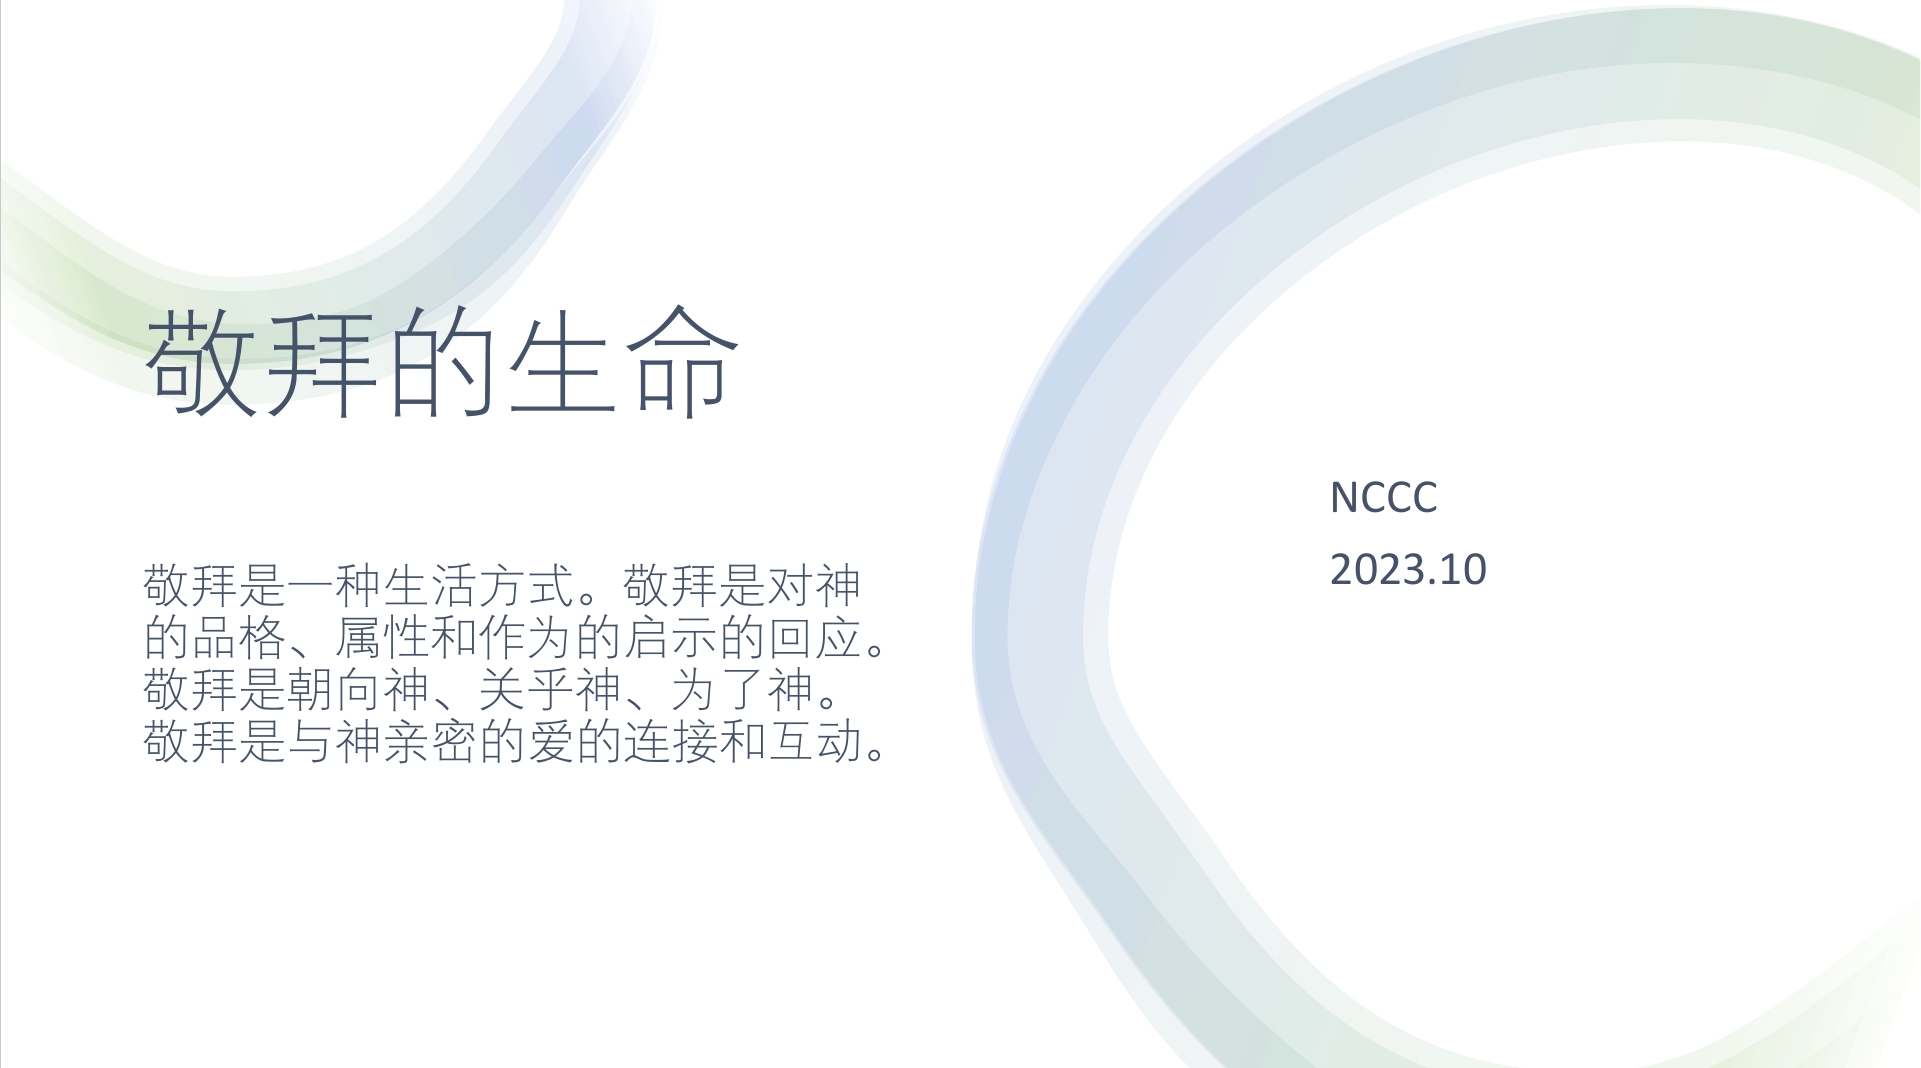 敬拜的生命
敬拜是一种生活方式。敬拜是对神
的品格、属性和作为的启示的回应。
敬拜是朝向神、关乎神、为了神。
敬拜是与神亲密的爱的连接和互动。
NCCC
2023.10